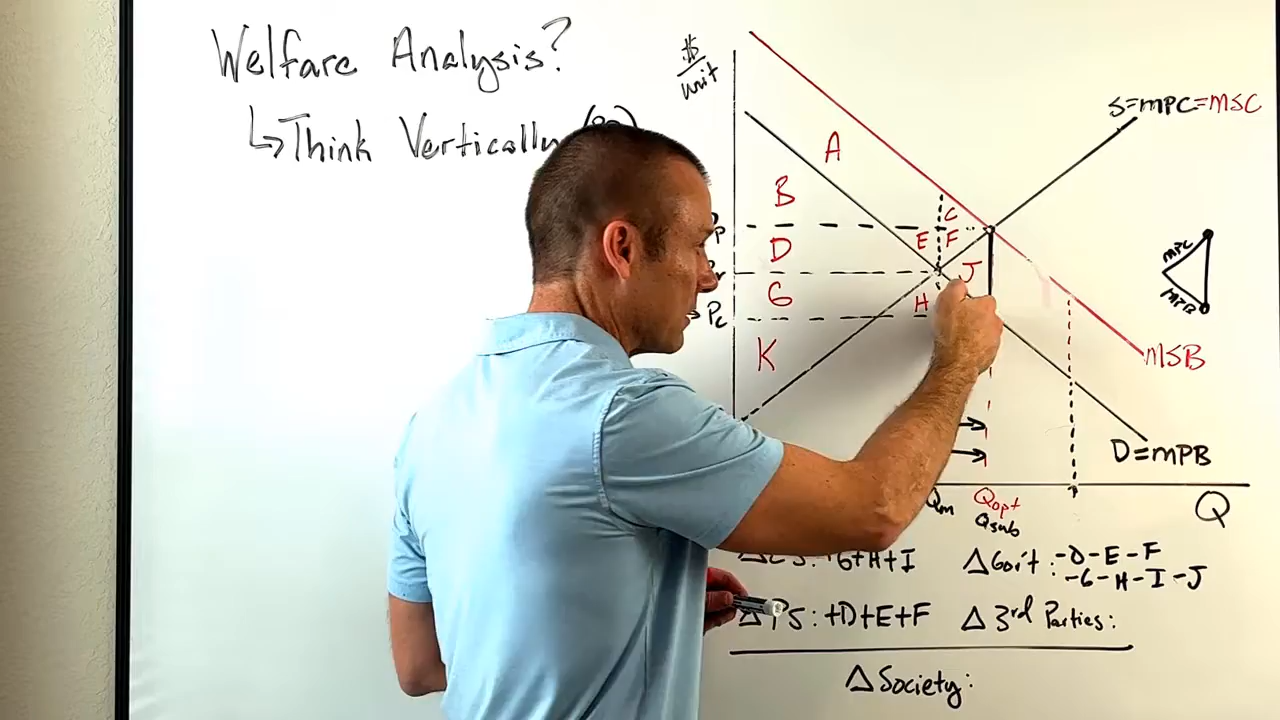 Welfare Analysis?
↳ Think Vertically
$/unit
S=MPC=MSC
A
B
C
P
E F
D
J
MPC
G
H
MPB
Pc
K
MSB
D=MPB
Qm Qopt
Qsub
Q
+G+H+I
ΔGov't: -D-E-F
-G-H-I-J
ΔPS: +D+E+F
Δ 3rd Parties:
ΔSociety: